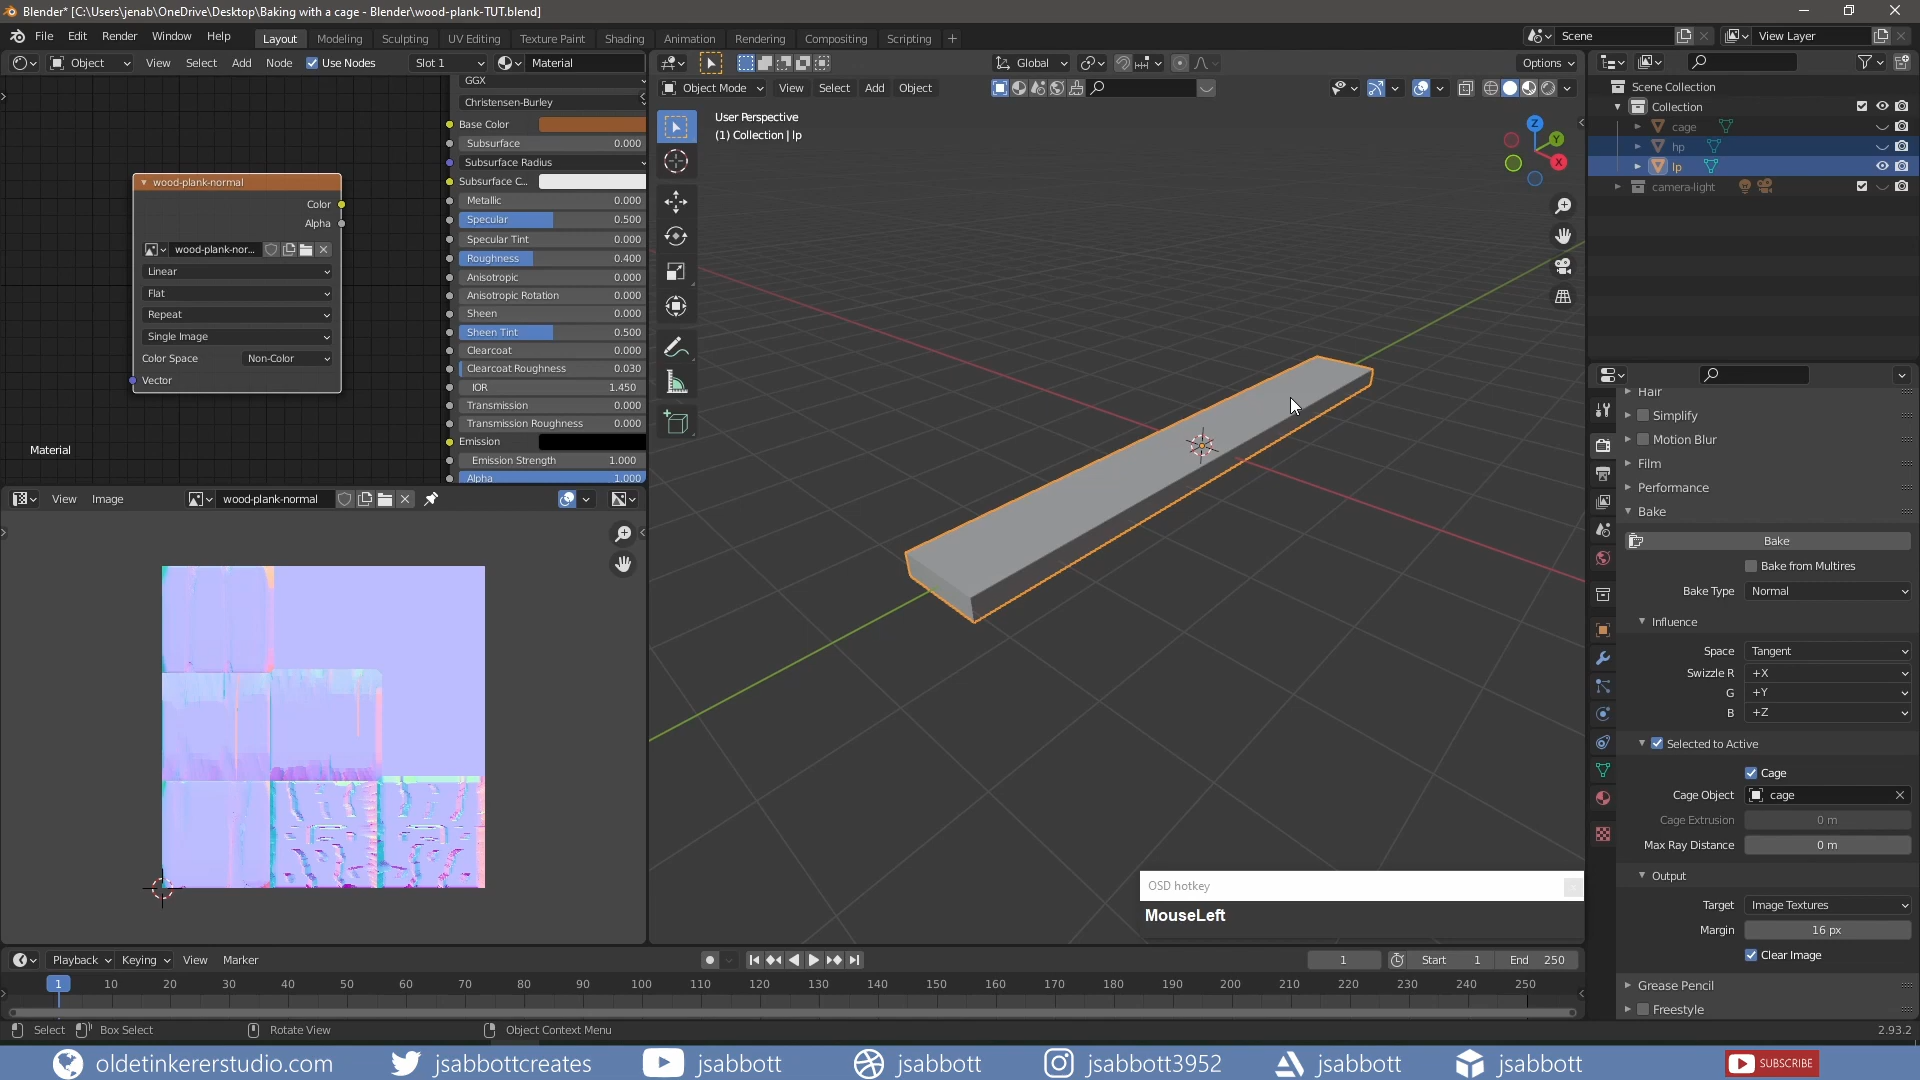 Blender* [C:\Users\jenab\OneDrive\Desktop\Baking with a cage - Blender\wood-plank-TUT.blend]
File Edit Render Window Help
Layout Modeling Sculpting UV Editing Texture Paint Shading Animation Rendering Compositing Scripting +
Scene
View Layer
Object View Select Add Node Use Nodes Slot 1 Material
Global
Options
Object Mode View Select Add Object
User Perspective
(1) Collection | lp
Z
Y
X
GGX
Christensen-Burley
Base Color
Subsurface 0.000
Subsurface Radius
Subsurface C...
Metallic 0.000
Specular 0.500
Specular Tint 0.000
Roughness 0.400
Anisotropic 0.000
Anisotropic Rotation 0.000
Sheen 0.000
Sheen Tint 0.500
Clearcoat 0.000
Clearcoat Roughness 0.030
IOR 1.450
Transmission 0.000
Transmission Roughness 0.000
Emission
Emission Strength 1.000
Alpha 1.000
wood-plank-normal
Color
Alpha
wood-plank-nor...
Linear
Flat
Repeat
Single Image
Color Space Non-Color
Vector
Material
View Image wood-plank-normal
Scene Collection
Collection
cage
hp
lp
camera-light
Hair
Simplify
Motion Blur
Film
Performance
Bake
Bake
Bake from Multires
Bake Type Normal
Influence
Space Tangent
Swizzle R +X
G +Y
B +Z
Selected to Active
Cage
Cage Object cage
Cage Extrusion 0 m
Max Ray Distance 0 m
Output
Target Image Textures
Margin 16 px
Clear Image
Grease Pencil
Freestyle
OSD hotkey
MouseLeft
Playback Keying View Marker
1 Start 1 End 250
1 10 20 30 40 50 60 70 80 90 100 110 120 130 140 150 160 170 180 190 200 210 220 230 240 250
Select Box Select Rotate View Object Context Menu
2.93.2
oldetinkererstudio.com jsabbottcreates jsabbott jsabbott jsabbott3952 jsabbott jsabbott SUBSCRIBE